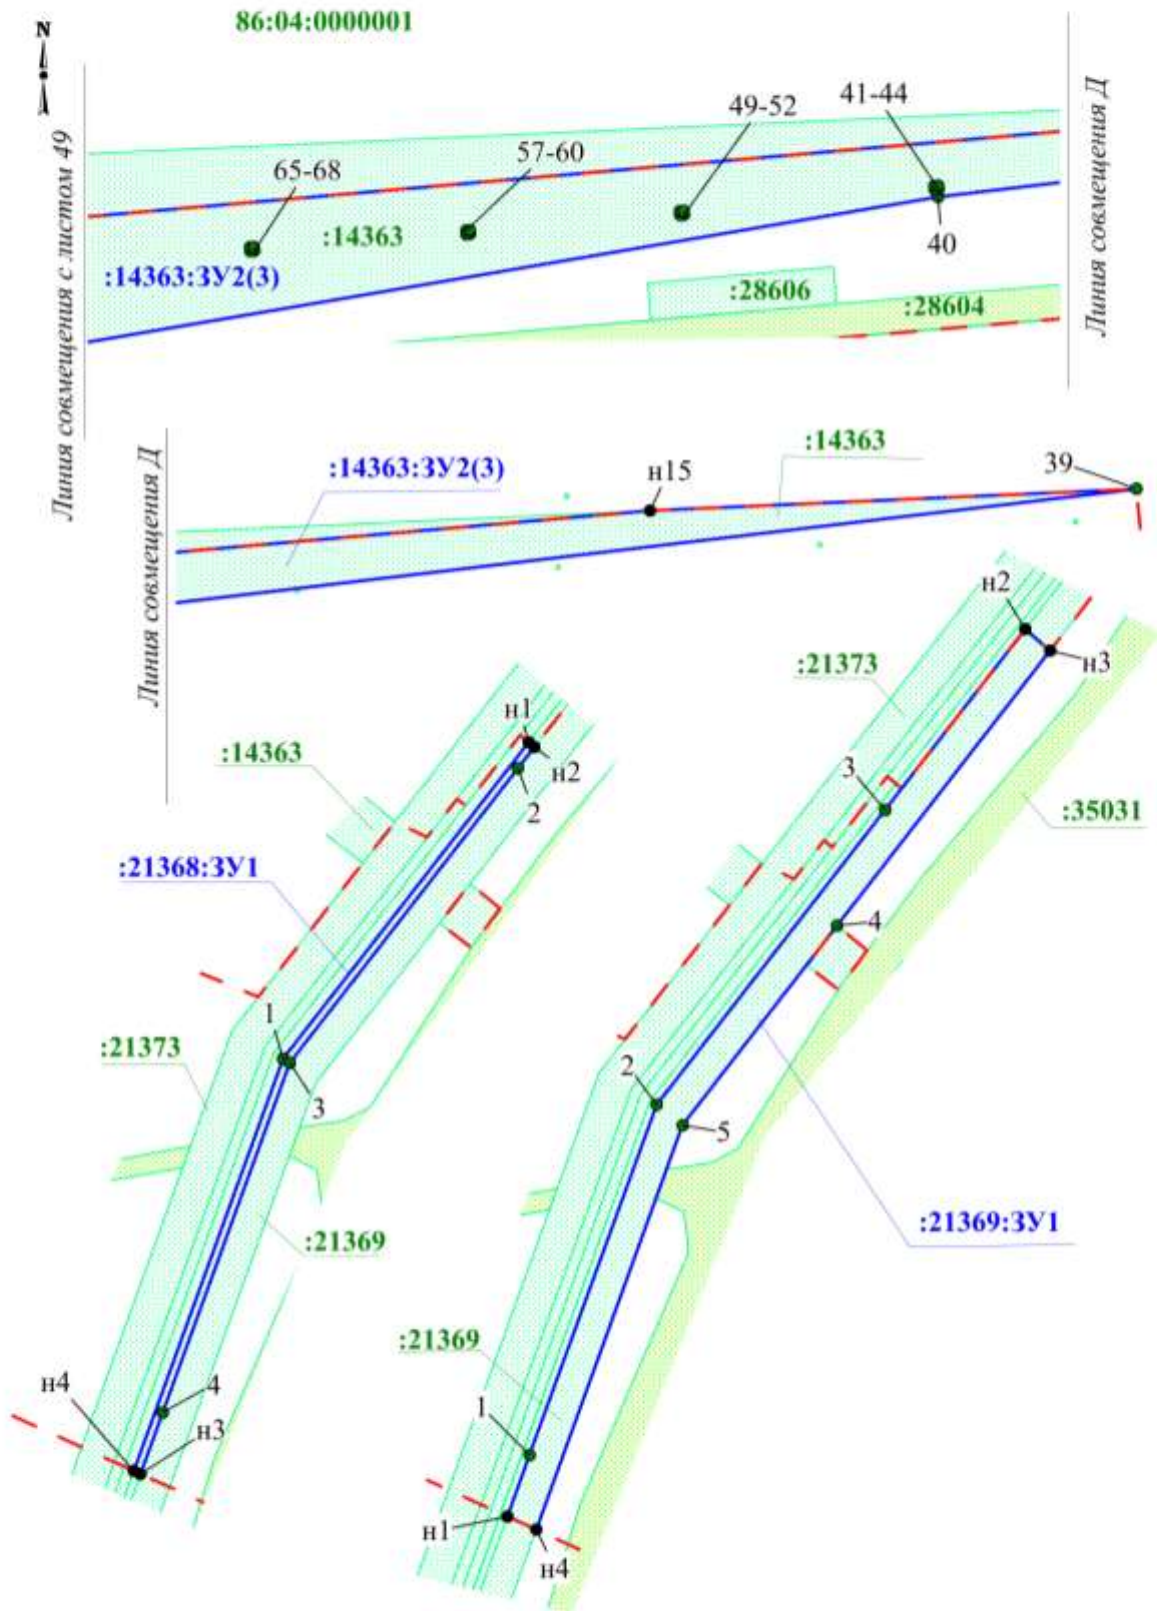 N
86:04:0000001
Линия совмещения с листом 49
Линия совмещения Д
41-44
49-52
57-60
65-68
:14363
40
:14363:ЗУ2(3)
:28606
:28604
Линия совмещения Д
:14363:ЗУ2(3)
н15
:14363
39
н2
н3
:21373
н1
н2
:14363
2
3
:35031
:21368:ЗУ1
4
1
:21373
3
2
5
:21369
:21369:ЗУ1
:21369
н4
4
н3
1
н1
н4